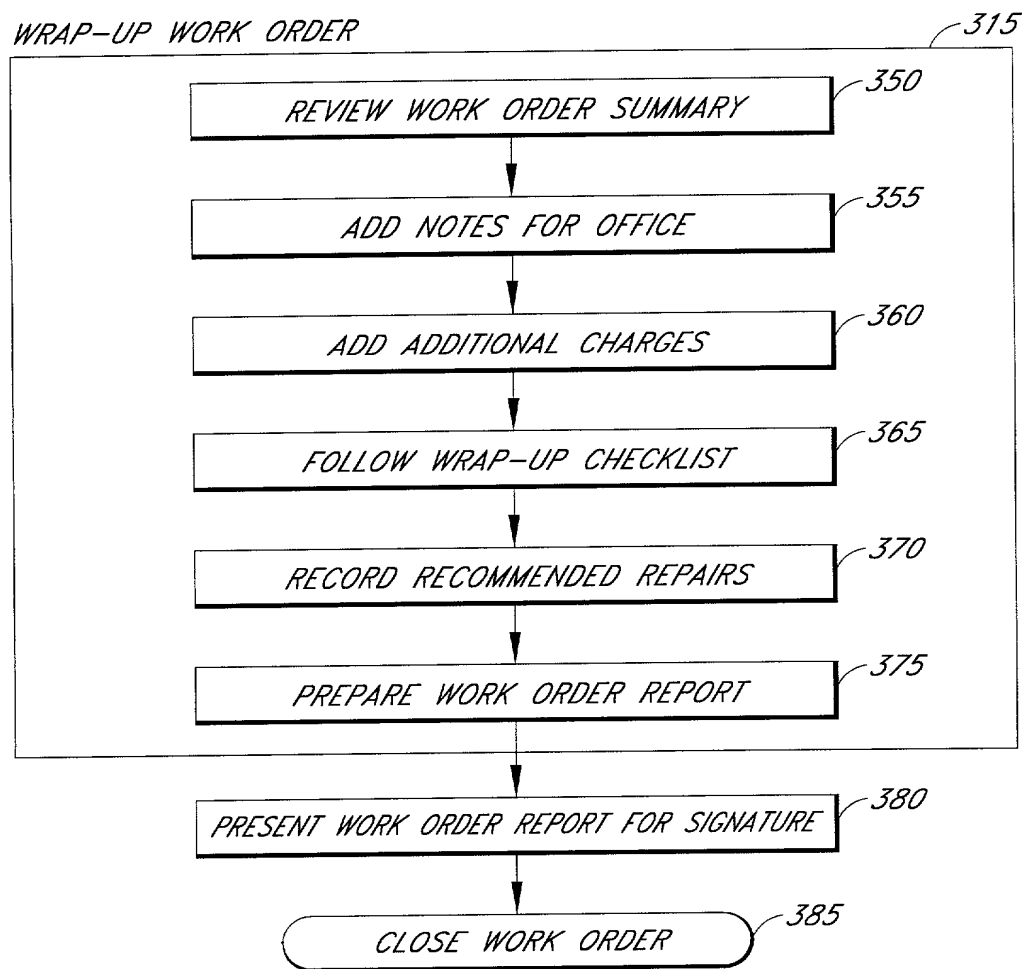 WRAP-UP WORK ORDER
315
REVIEW WORK ORDER SUMMARY
350
ADD NOTES FOR OFFICE
355
ADD ADDITIONAL CHARGES
360
FOLLOW WRAP-UP CHECKLIST
365
RECORD RECOMMENDED REPAIRS
370
PREPARE WORK ORDER REPORT
375
PRESENT WORK ORDER REPORT FOR SIGNATURE
380
CLOSE WORK ORDER
385